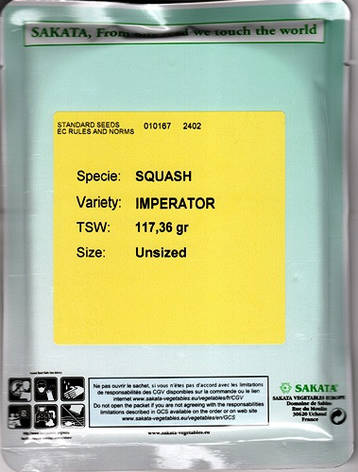 SAKATA, From and we touch the world
STANDARD SEEDS 010167 2402
EC RULES AND NORMS
Specie: SQUASH
Variety: IMPERATOR
TSW: 117,36 gr
Size: Unsized
Ne pas ouvrir le sachet, si vous n'êtes pas d'accord avec les limitations
de responsabilités des CGV disponibles sur la commande ou le lien
internet www.sakata-vegetables.eu/vegetables/fr/CGV
Do not open the packet if you are not agreeing with the responsabilities
limitations described in GCS available on the order or on web site
www.sakata-vegetables.eu/vegetables/en/GCS
www.sakata-vegetables.eu
SAKATA®
SAKATA VEGETABLES EUROPE
Domaine de Sablas
Rue du Moulin
30620 Uchaud
France